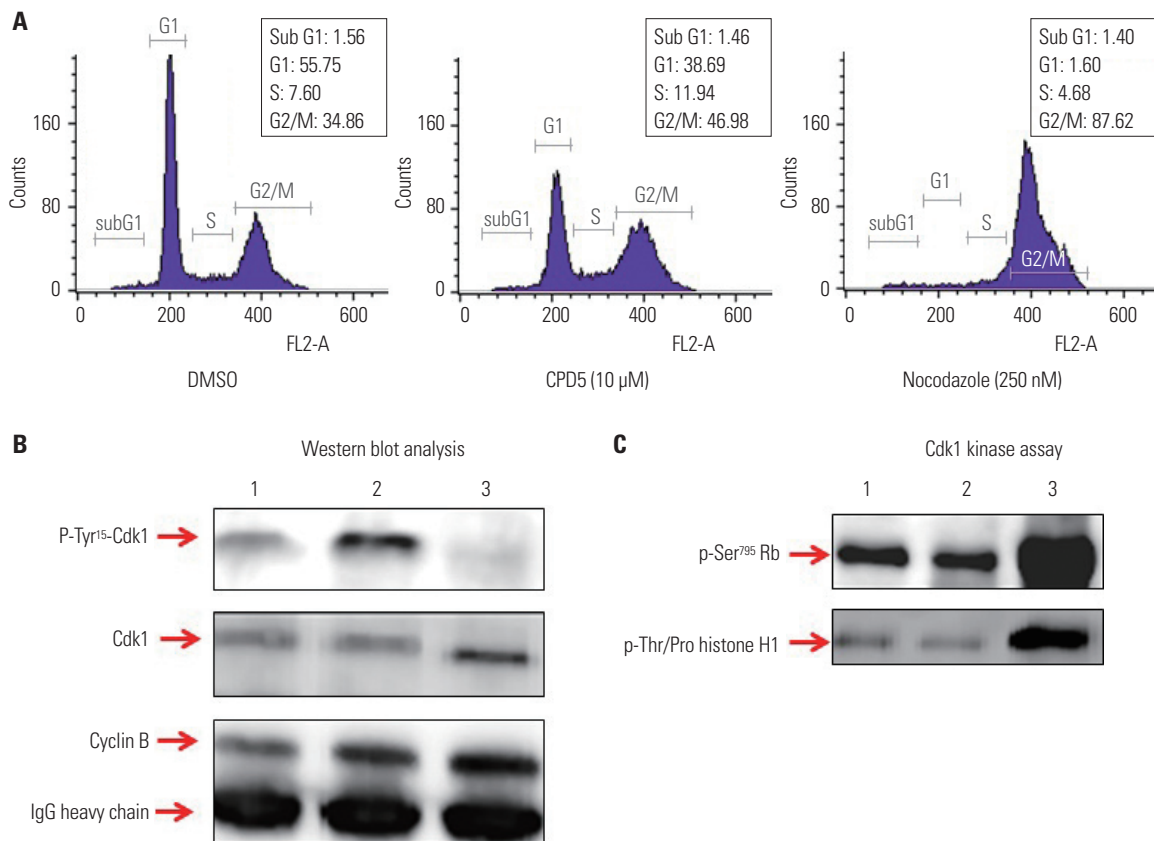 A
G1
subG1
S
G2/M
Sub G1: 1.56
G1: 55.75
S: 7.60
G2/M: 34.86
Counts
160
80
0
0 200 400 600
FL2-A
DMSO
G1
subG1
S
G2/M
Sub G1: 1.46
G1: 38.69
S: 11.94
G2/M: 46.98
Counts
160
80
0
0 200 400 600
FL2-A
CPD5 (10 µM)
G1
subG1
S
G2/M
Sub G1: 1.40
G1: 1.60
S: 4.68
G2/M: 87.62
Counts
160
80
0
0 200 400 600
FL2-A
Nocodazole (250 nM)
B
Western blot analysis
1 2 3
P-Tyr¹⁵-Cdk1
Cdk1
Cyclin B
IgG heavy chain
C
Cdk1 kinase assay
1 2 3
p-Ser⁷⁹⁵ Rb
p-Thr/Pro histone H1